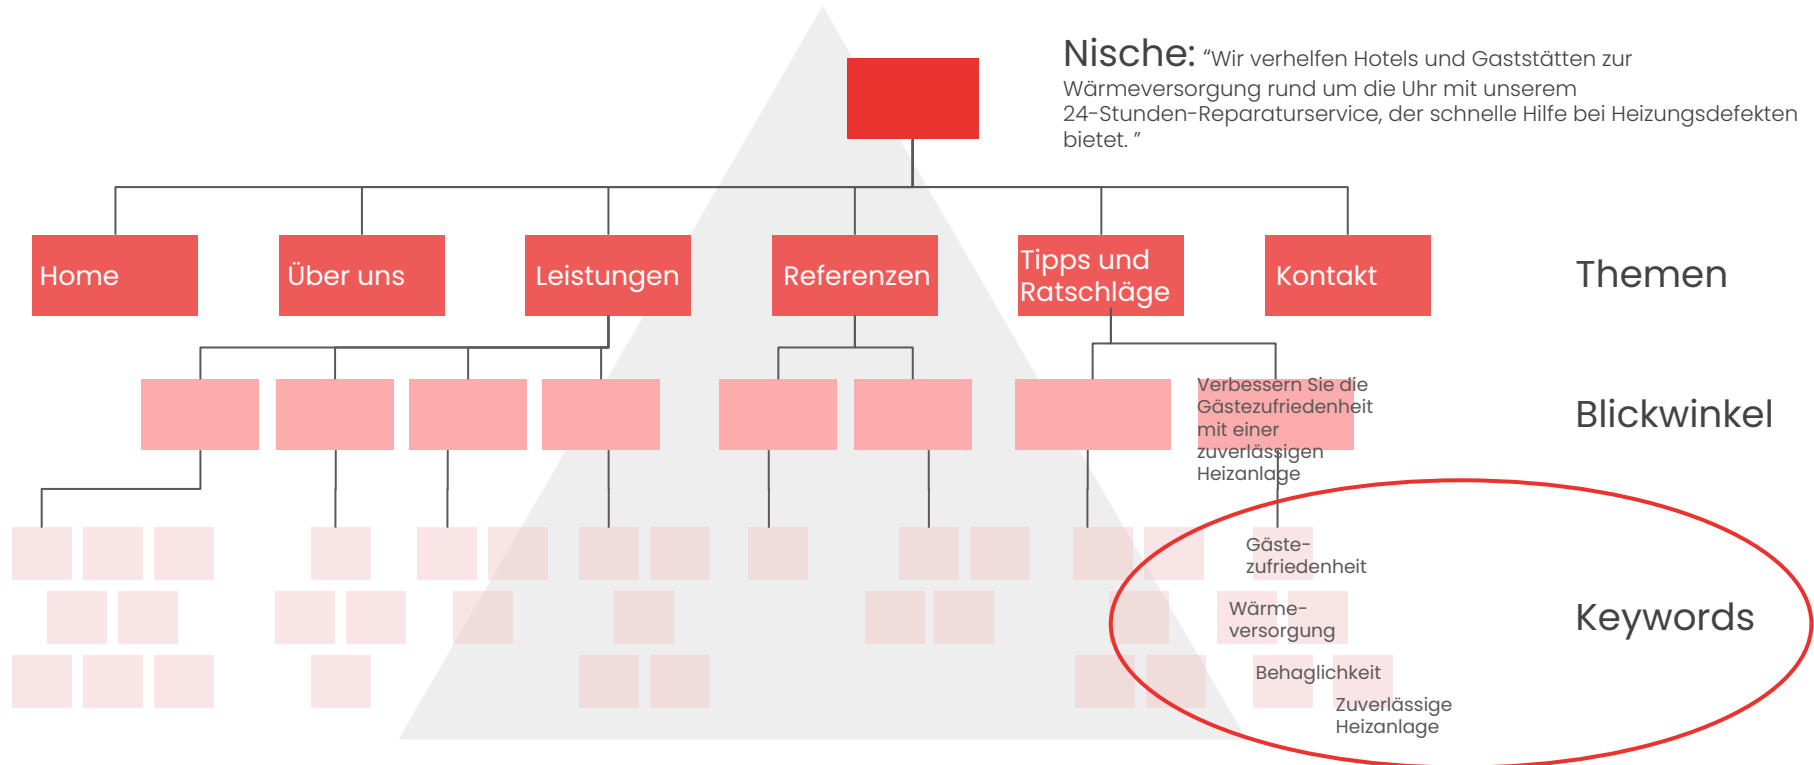 Nische: “Wir verhelfen Hotels und Gaststätten zur
Wärmeversorgung rund um die Uhr mit unserem
24-Stunden-Reparaturservice, der schnelle Hilfe bei Heizungsdefekten
bietet. ”
Home
Über uns
Leistungen
Referenzen
Tipps und
Ratschläge
Kontakt
Themen
Verbessern Sie die
Gästezufriedenheit
mit einer
zuverlässigen
Heizanlage
Blickwinkel
Gäste-
zufriedenheit
Wärme-
versorgung
Behaglichkeit
Zuverlässige
Heizanlage
Keywords